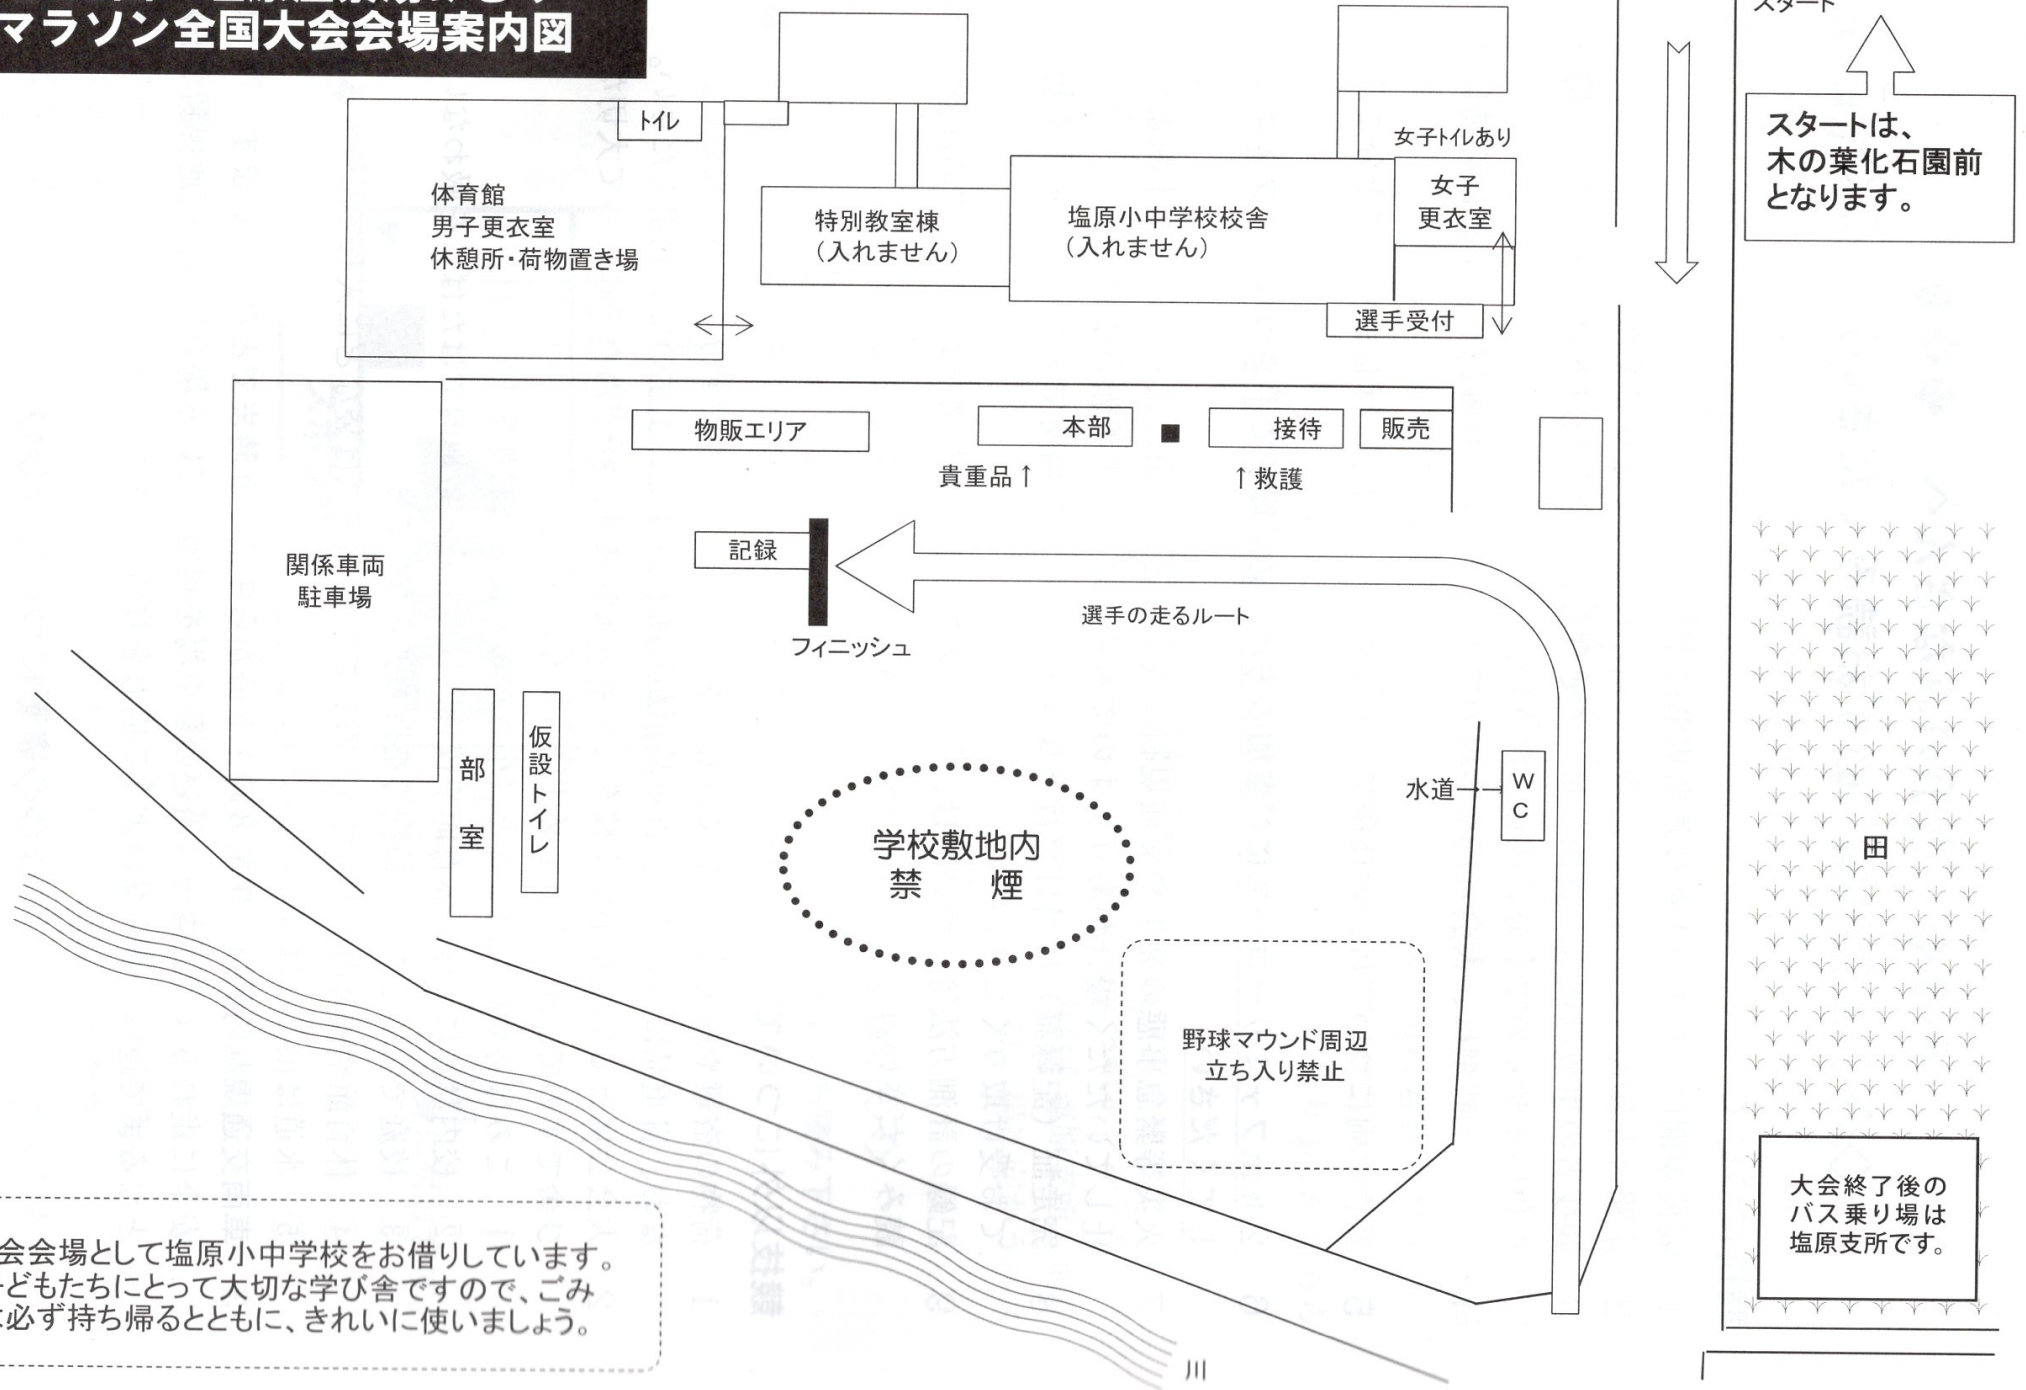 マラソン全国大会会場案内図
スタート
スタートは、
木の葉化石園前
となります。
トイレ
体育館
男子更衣室
休憩所・荷物置き場
特別教室棟
（入れません）
塩原小中学校校舎
（入れません）
女子トイレあり
女子
更衣室
選手受付
物販エリア
本部
接待
販売
貴重品↑
↑救護
関係車両
駐車場
記録
フィニッシュ
選手の走るルート
部室
仮設トイレ
学校敷地内
禁　煙
水道
WC
田
野球マウンド周辺
立ち入り禁止
大会終了後の
バス乗り場は
塩原支所です。
会会場として塩原小中学校をお借りしています。
どもたちにとって大切な学び舎ですので、ごみ
必ず持ち帰るとともに、きれいに使いましょう。
川